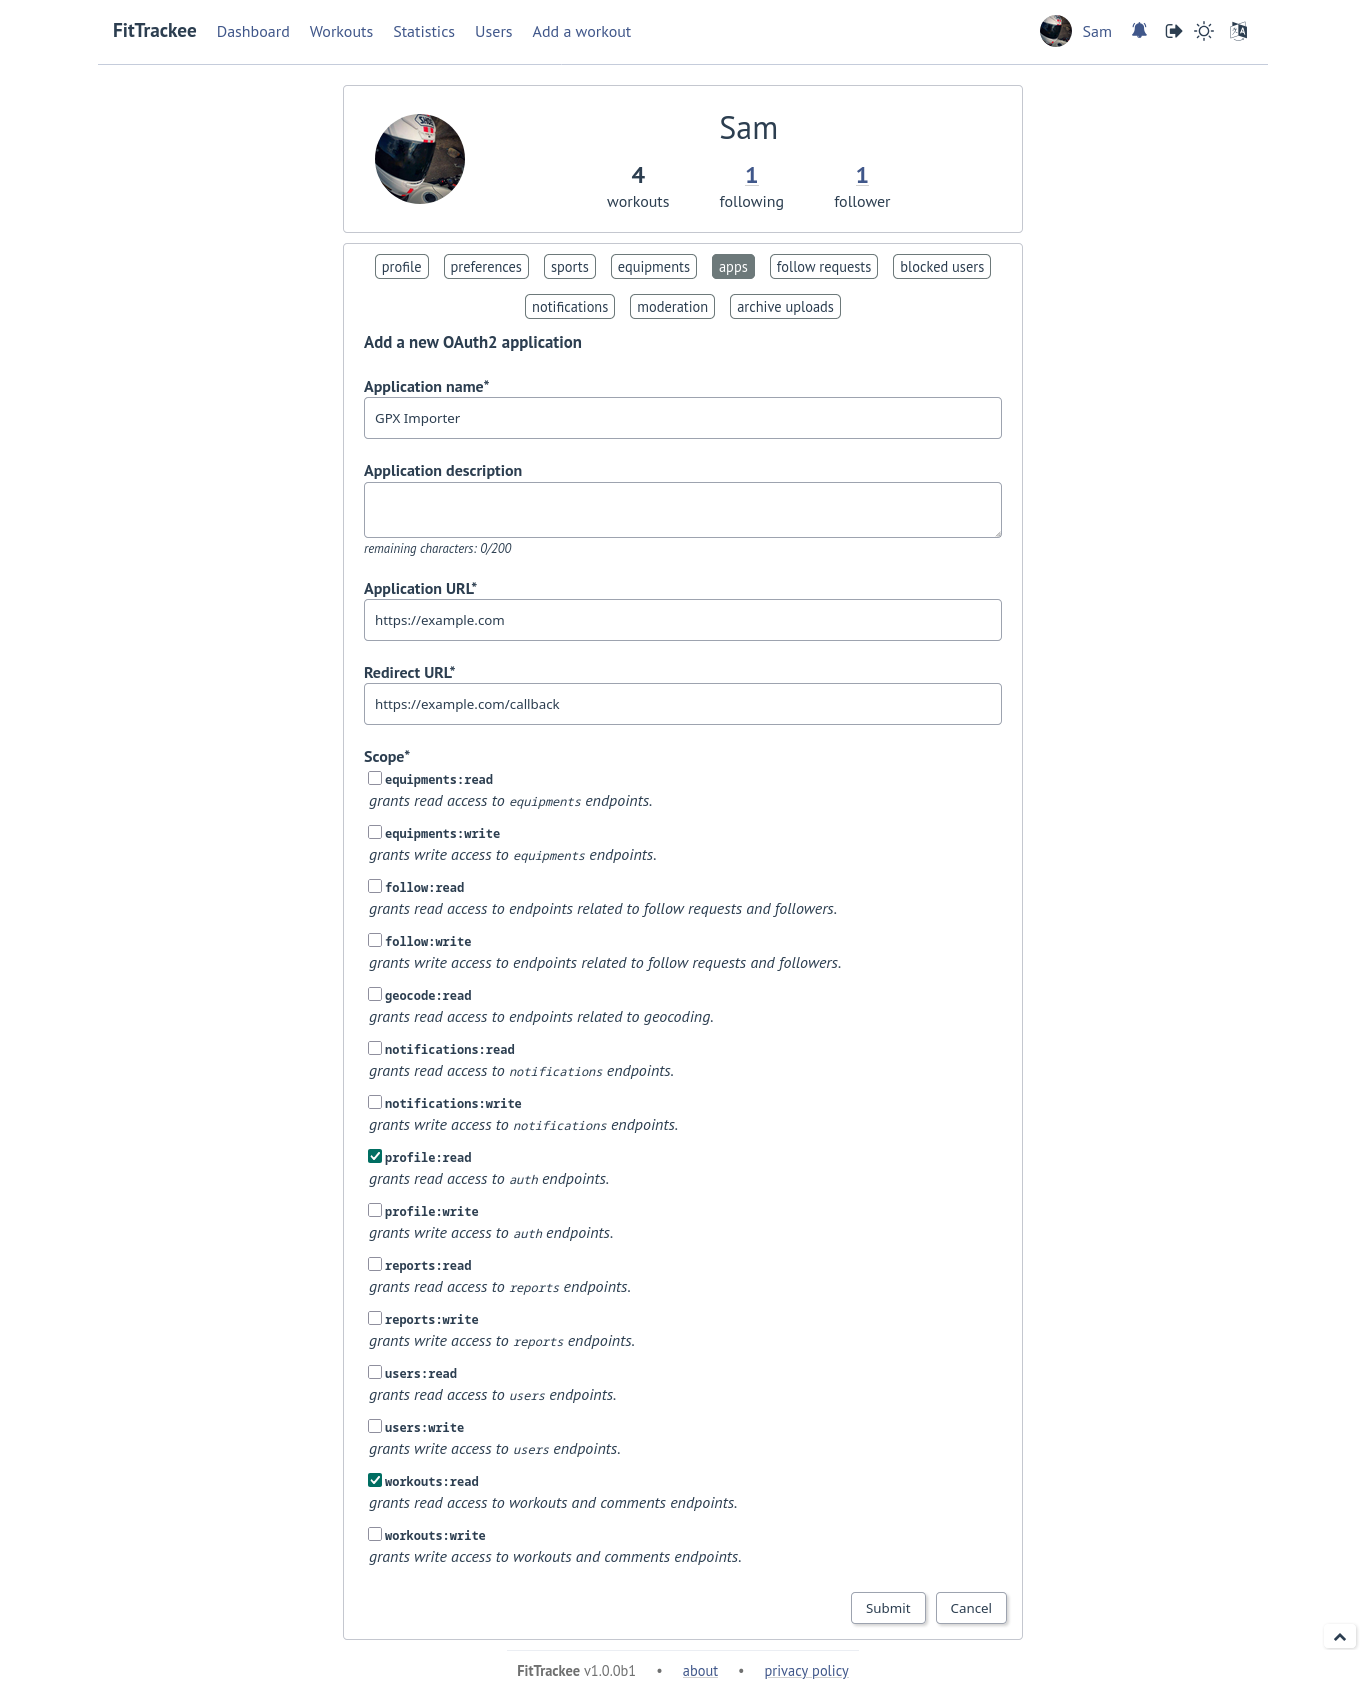 FitTrackee Dashboard Workouts Statistics Users Add a workout Sam
Sam
4 1 1
workouts following follower
profile preferences sports equipments apps follow requests blocked users
notifications moderation archive uploads
Add a new OAuth2 application
Application name*
GPX Importer
Application description
remaining characters: 0/200
Application URL*
https://example.com
Redirect URL*
https://example.com/callback
Scope*
equipments:read
grants read access to equipments endpoints.
equipments:write
grants write access to equipments endpoints.
follow:read
grants read access to endpoints related to follow requests and followers.
follow:write
grants write access to endpoints related to follow requests and followers.
geocode:read
grants read access to endpoints related to geocoding.
notifications:read
grants read access to notifications endpoints.
notifications:write
grants write access to notifications endpoints.
profile:read
grants read access to auth endpoints.
profile:write
grants write access to auth endpoints.
reports:read
grants read access to reports endpoints.
reports:write
grants write access to reports endpoints.
users:read
grants read access to users endpoints.
users:write
grants write access to users endpoints.
workouts:read
grants read access to workouts and comments endpoints.
workouts:write
grants write access to workouts and comments endpoints.
Submit Cancel
FitTrackee v1.0.0b1 • about • privacy policy